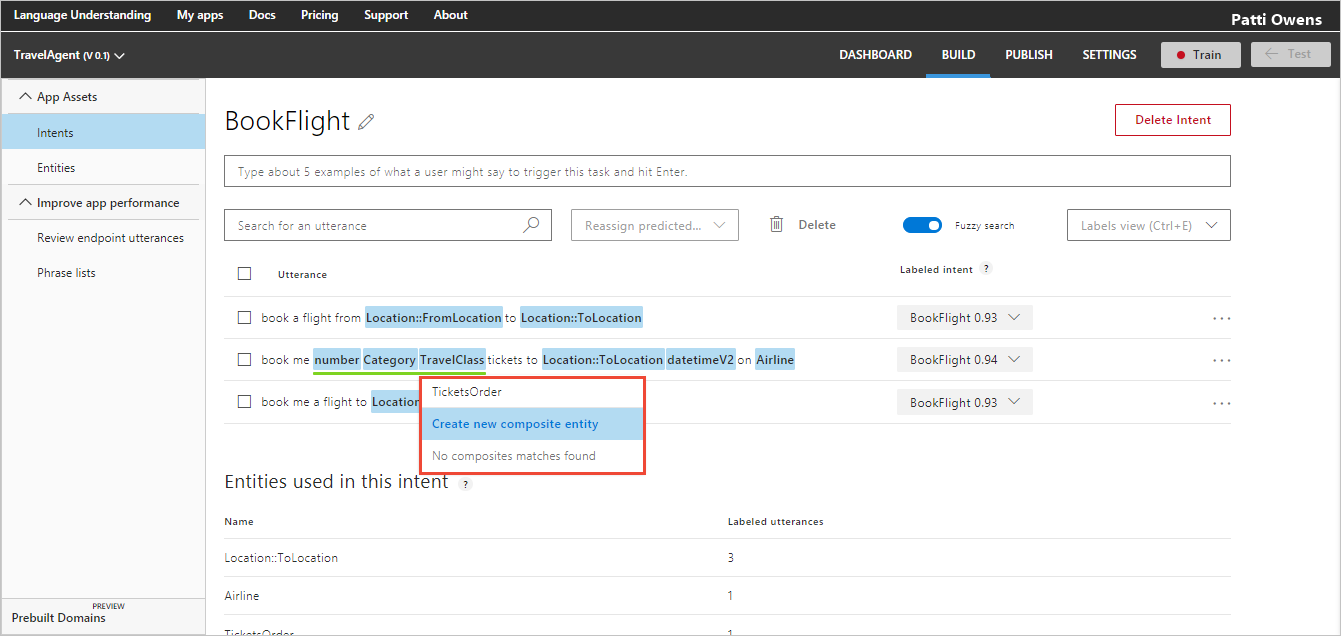 Language Understanding My apps Docs Pricing Support About Patti Owens
TravelAgent (V 0.1) DASHBOARD BUILD PUBLISH SETTINGS Train Test
App Assets
Intents
Entities
Improve app performance
Review endpoint utterances
Phrase lists
PREVIEW
Prebuilt Domains
BookFlight Delete Intent
Type about 5 examples of what a user might say to trigger this task and hit Enter.
Search for an utterance Reassign predicted... Delete Fuzzy search Labels view (Ctrl+E)
Utterance Labeled intent ?
book a flight from Location::FromLocation to Location::ToLocation BookFlight 0.93 ...
book me number Category TravelClass tickets to Location::ToLocation datetimeV2 on Airline BookFlight 0.94 ...
book me a flight to Location BookFlight 0.93 ...
TicketsOrder
Create new composite entity
No composites matches found
Entities used in this intent ?
Name Labeled utterances
Location::ToLocation 3
Airline 1
TicketsOrder 1